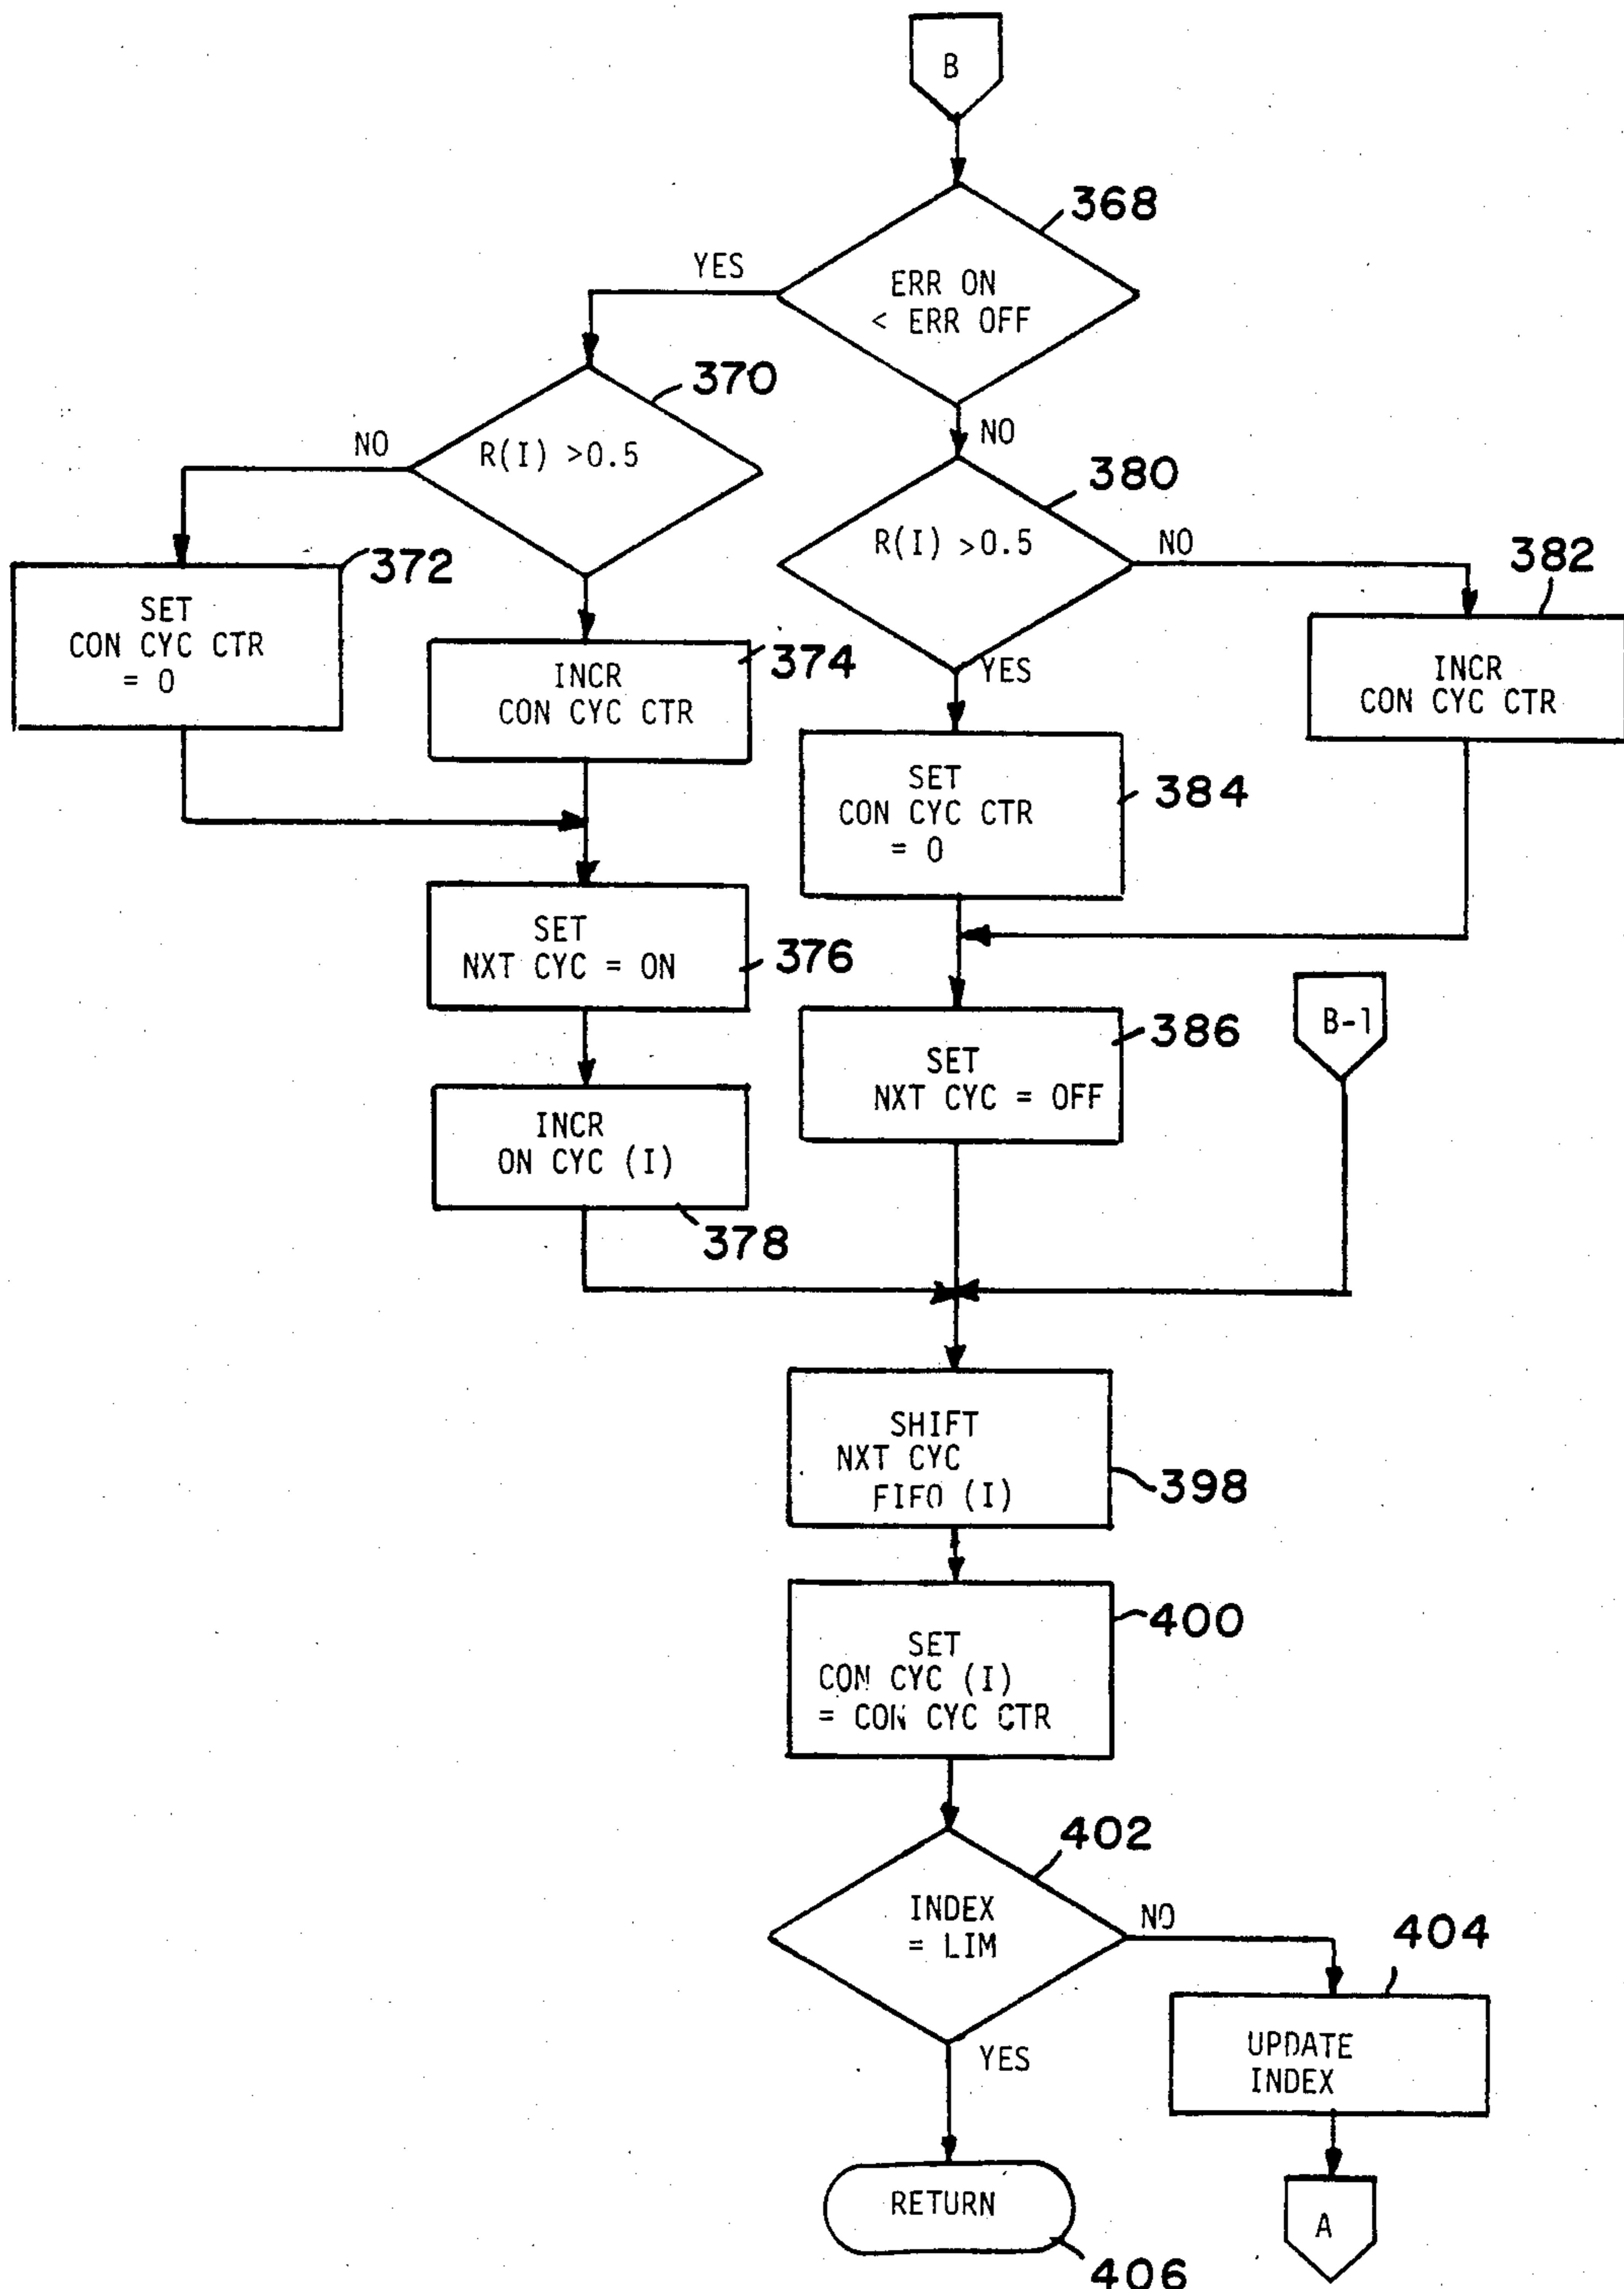 B
368
YES
ERR ON
< ERR OFF
370
NO
R(I) >0.5
NO
380
R(I) >0.5
NO
382
372
SET
CON CYC CTR
= 0
374
INCR
CON CYC CTR
YES
INCR
CON CYC CTR
SET
CON CYC CTR
= 0
384
SET
NXT CYC = ON
376
B-1
386
SET
NXT CYC = OFF
INCR
ON CYC (I)
378
SHIFT
NXT CYC
FIFO (I)
398
400
SET
CON CYC (I)
= CON CYC CTR
402
INDEX
= LIM
NO
404
YES
UPDATE
INDEX
RETURN
A
406